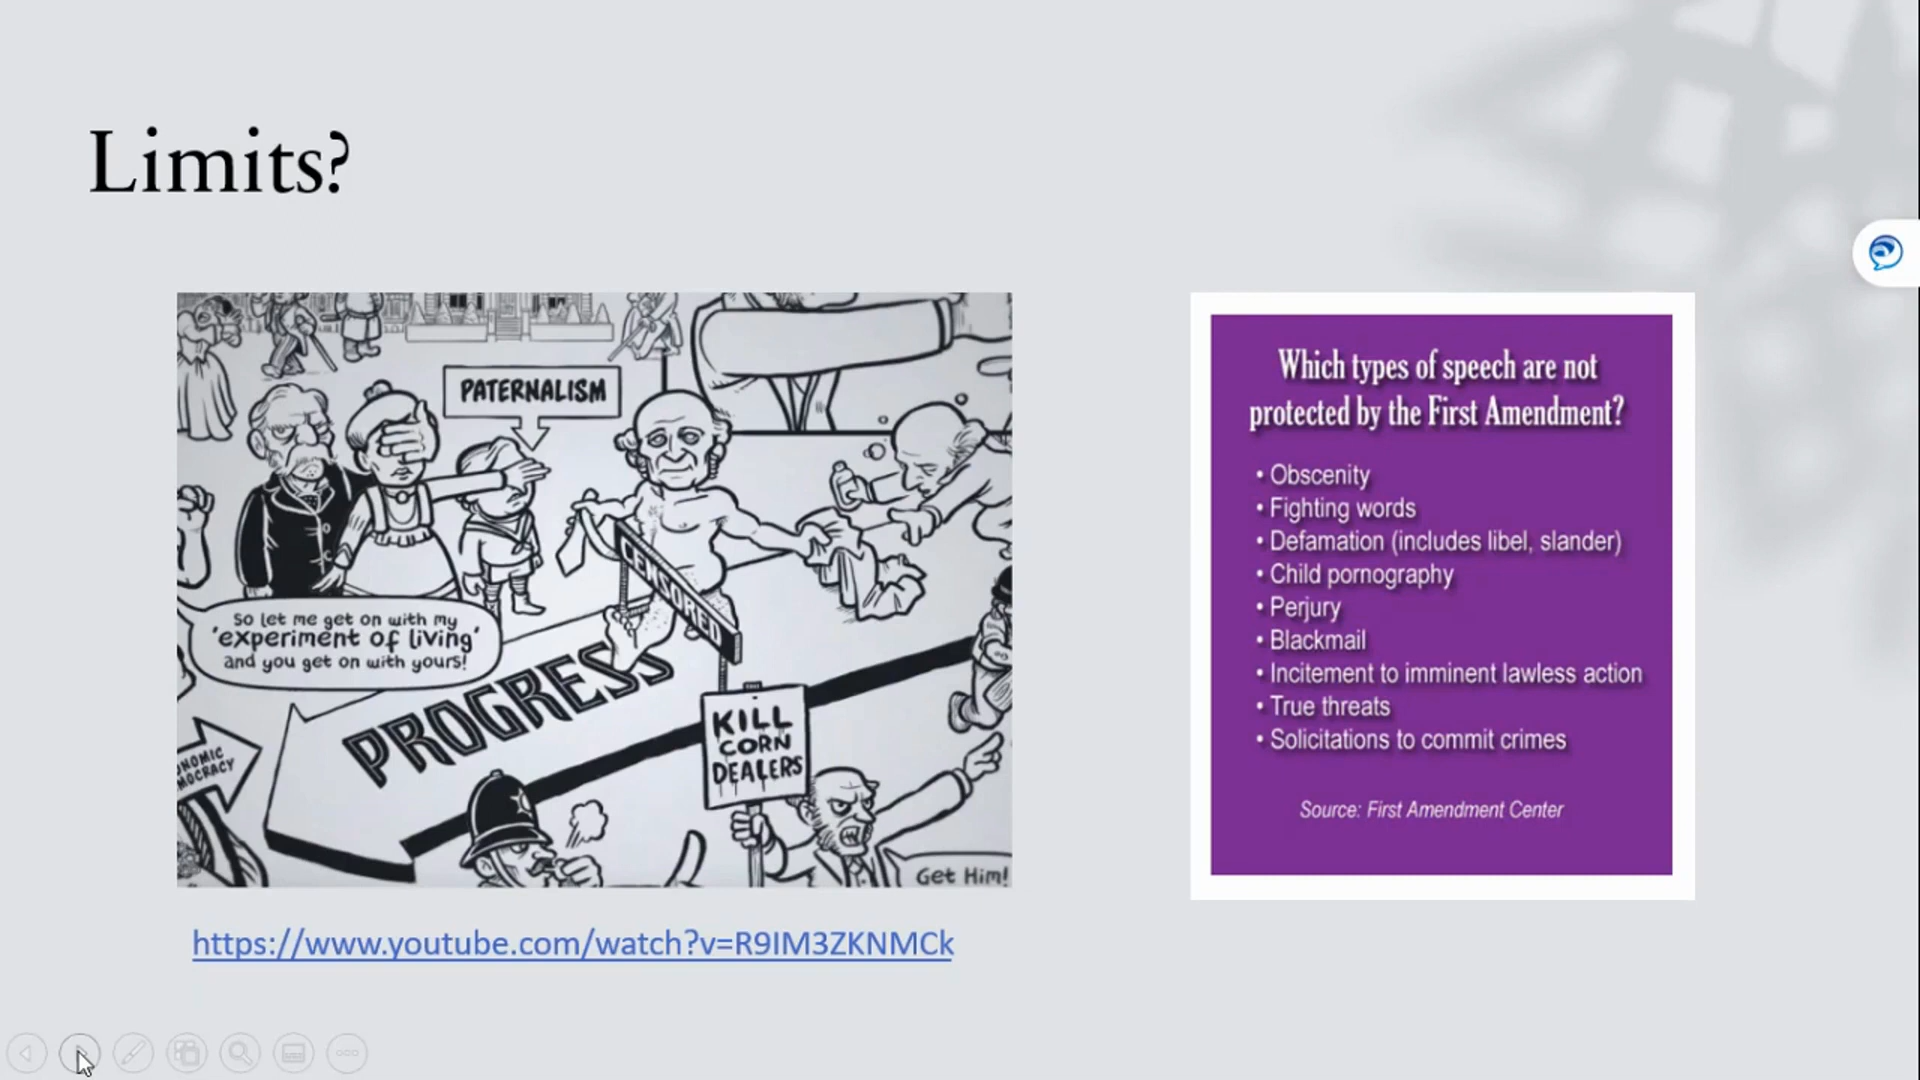 Limits?
PATERNALISM
CENSORED
So let me get on with my
'experiment of living'
and you get on with yours!
PROGRESS
KILL
CORN
DEALERS
Get Him!
https://www.youtube.com/watch?v=R9IM3ZKNMCk
Which types of speech are not
protected by the First Amendment?
• Obscenity
• Fighting words
• Defamation (includes libel, slander)
• Child pornography
• Perjury
• Blackmail
• Incitement to imminent lawless action
• True threats
• Solicitations to commit crimes
Source: First Amendment Center